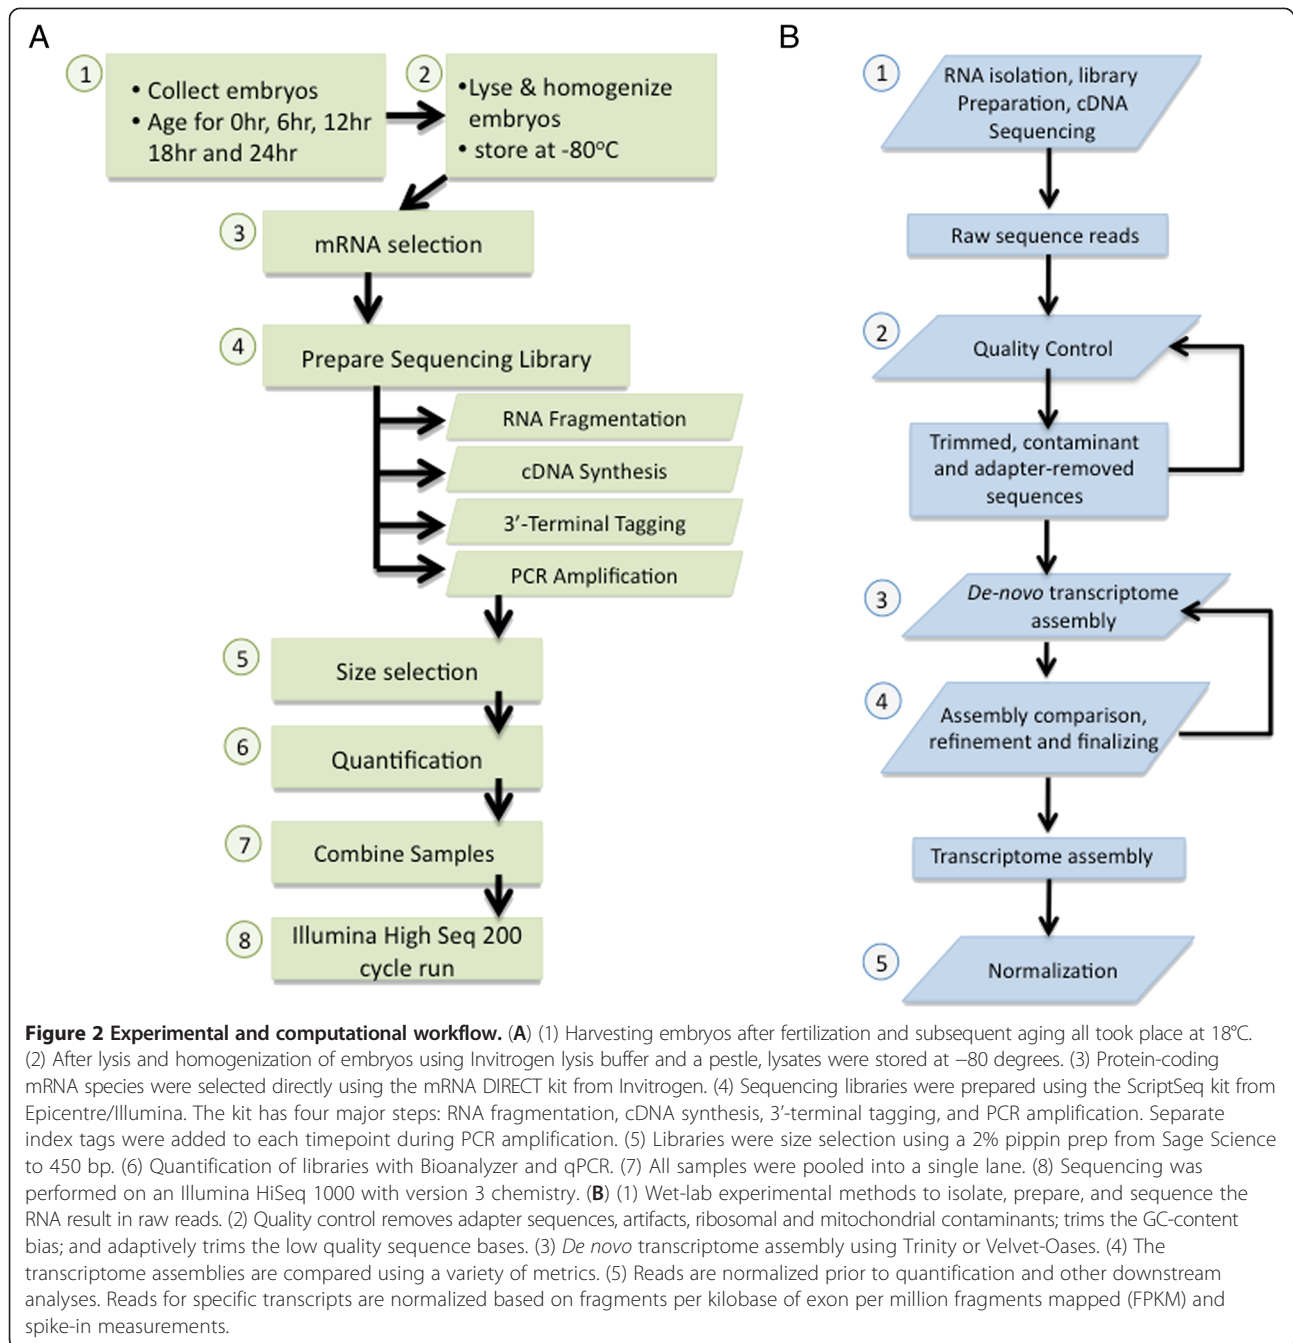 A
1
• Collect embryos
• Age for 0hr, 6hr, 12hr
18hr and 24hr
2
•Lyse & homogenize
embryos
• store at -80°C
3
mRNA selection
4
Prepare Sequencing Library
RNA Fragmentation
cDNA Synthesis
3’-Terminal Tagging
PCR Amplification
5
Size selection
6
Quantification
7
Combine Samples
8
Illumina High Seq 200
cycle run
B
1
RNA isolation, library
Preparation, cDNA
Sequencing
Raw sequence reads
2
Quality Control
Trimmed, contaminant
and adapter-removed
sequences
3
De-novo transcriptome
assembly
4
Assembly comparison,
refinement and finalizing
Transcriptome assembly
5
Normalization
Figure 2 Experimental and computational workflow. (A) (1) Harvesting embryos after fertilization and subsequent aging all took place at 18°C.
(2) After lysis and homogenization of embryos using Invitrogen lysis buffer and a pestle, lysates were stored at −80 degrees. (3) Protein-coding
mRNA species were selected directly using the mRNA DIRECT kit from Invitrogen. (4) Sequencing libraries were prepared using the ScriptSeq kit from
Epicentre/Illumina. The kit has four major steps: RNA fragmentation, cDNA synthesis, 3’-terminal tagging, and PCR amplification. Separate
index tags were added to each timepoint during PCR amplification. (5) Libraries were size selection using a 2% pippin prep from Sage Science
to 450 bp. (6) Quantification of libraries with Bioanalyzer and qPCR. (7) All samples were pooled into a single lane. (8) Sequencing was
performed on an Illumina HiSeq 1000 with version 3 chemistry. (B) (1) Wet-lab experimental methods to isolate, prepare, and sequence the
RNA result in raw reads. (2) Quality control removes adapter sequences, artifacts, ribosomal and mitochondrial contaminants; trims the GC-content
bias; and adaptively trims the low quality sequence bases. (3) De novo transcriptome assembly using Trinity or Velvet-Oases. (4) The
transcriptome assemblies are compared using a variety of metrics. (5) Reads are normalized prior to quantification and other downstream
analyses. Reads for specific transcripts are normalized based on fragments per kilobase of exon per million fragments mapped (FPKM) and
spike-in measurements.